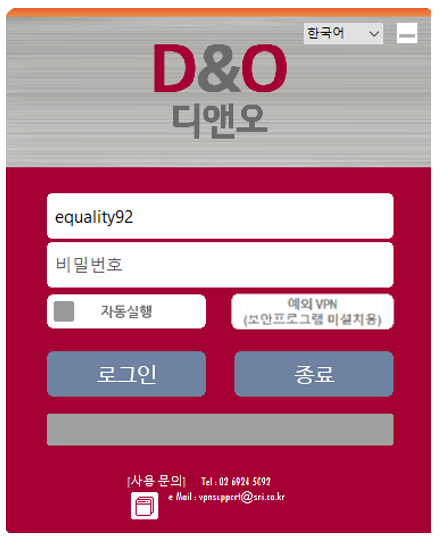 한국어
D&O
디앤오
equality92
비밀번호
자동실행
예외 VPN
(보안프로그램 미설치용)
로그인
종료
[사용 문의] Tel : 02 6924 5092
e Mail : vpnsupport@sri.co.kr